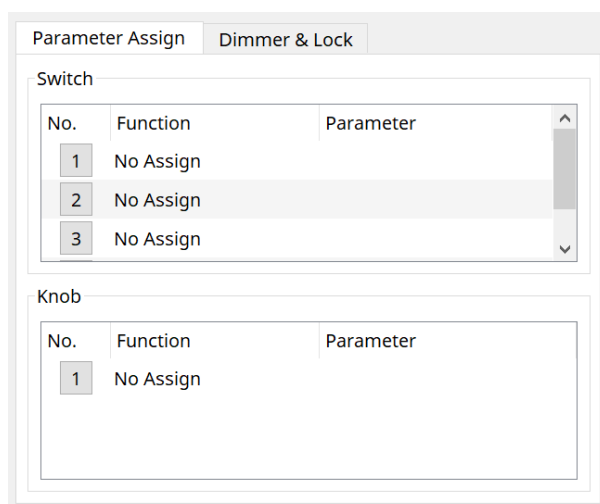 Parameter Assign Dimmer & Lock
Switch
No. Function Parameter
1 No Assign
2 No Assign
3 No Assign
Knob
No. Function Parameter
1 No Assign